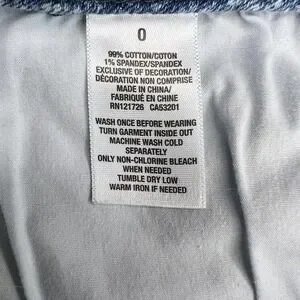 0
99% COTTON/COTON
1% SPANDEX/SPANDEX
EXCLUSIVE OF DECORATION/
DÉCORATION NON COMPRISE
MADE IN CHINA/
FABRIQUÉ EN CHINE
RN121726 CA53201
WASH ONCE BEFORE WEARING
TURN GARMENT INSIDE OUT
MACHINE WASH COLD
SEPARATELY
ONLY NON-CHLORINE BLEACH
WHEN NEEDED
TUMBLE DRY LOW
WARM IRON IF NEEDED